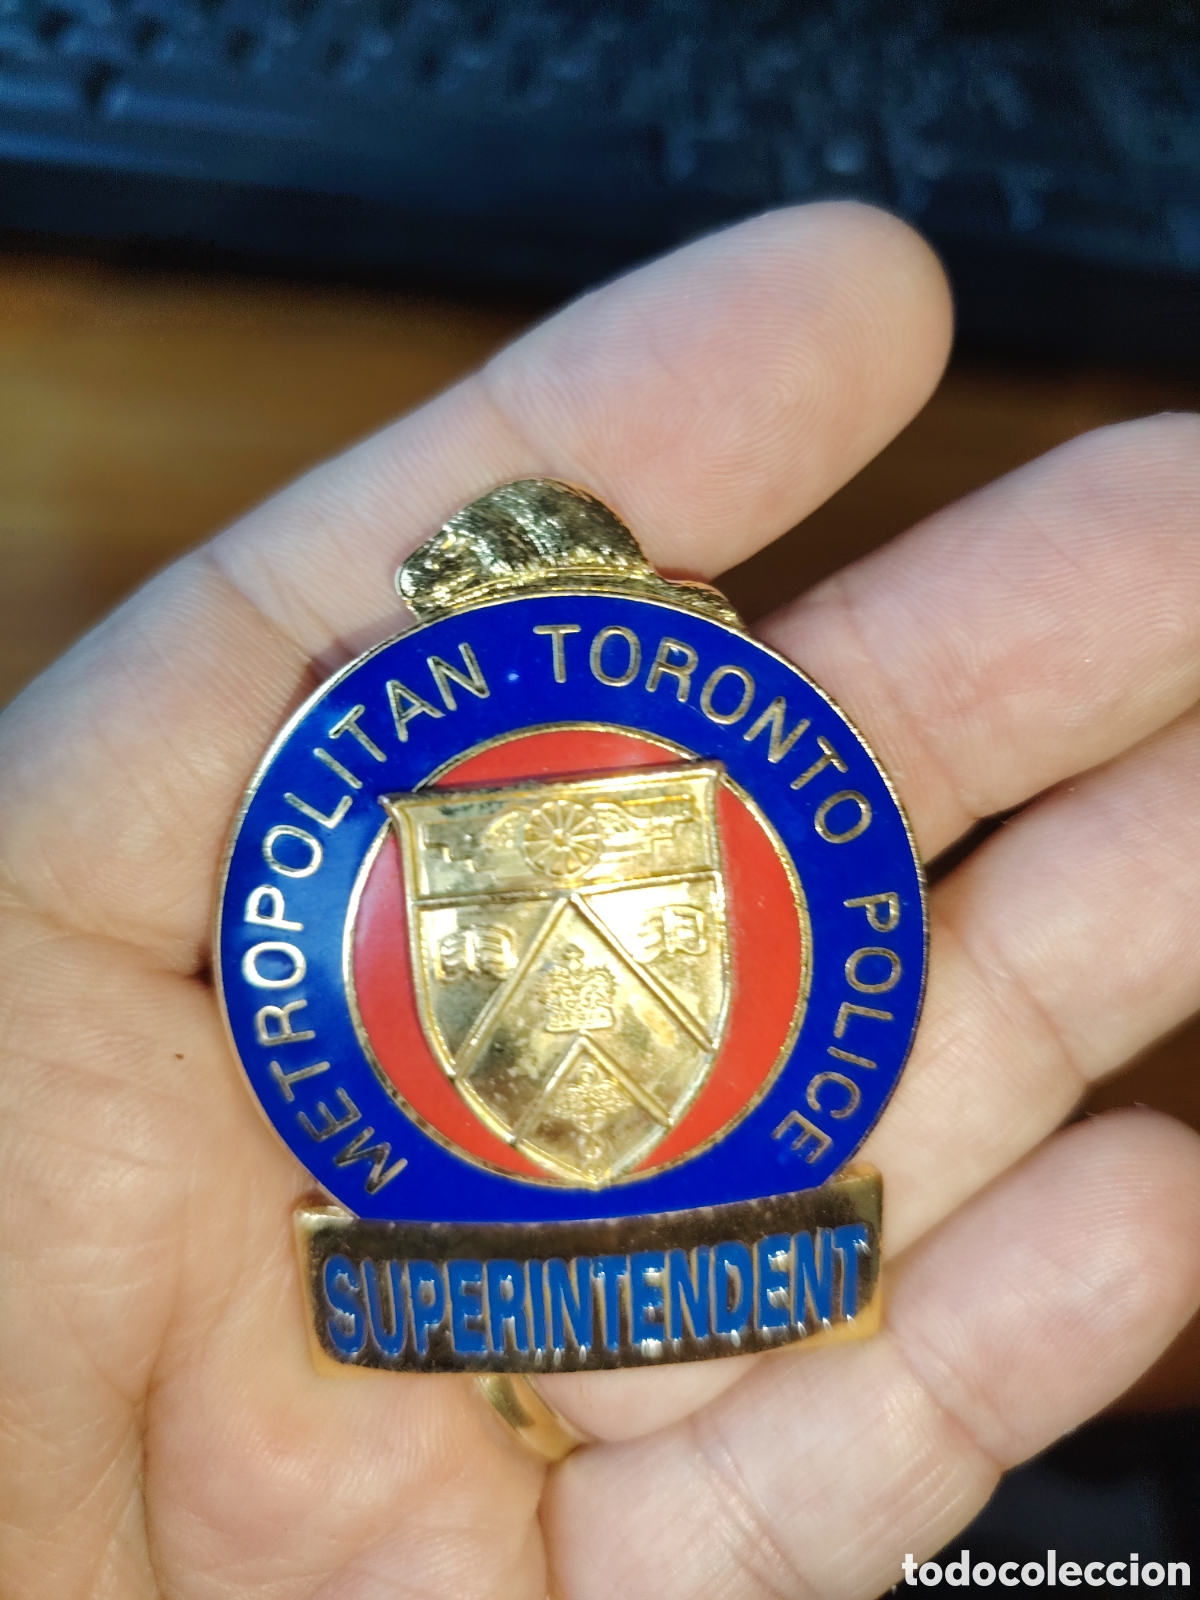 METROPOLITAN TORONTO POLICE
SUPERINTENDENT
todocoleccion